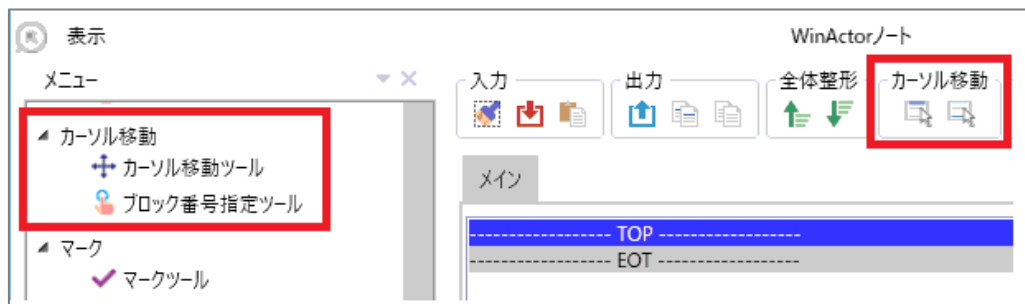 表示
WinActorノート
メニュー
入力
出力
全体整形
カーソル移動
カーソル移動
カーソル移動ツール
ブロック番号指定ツール
マーク
マークツール
メイン
------------------ TOP ------------------
------------------ EOT ------------------